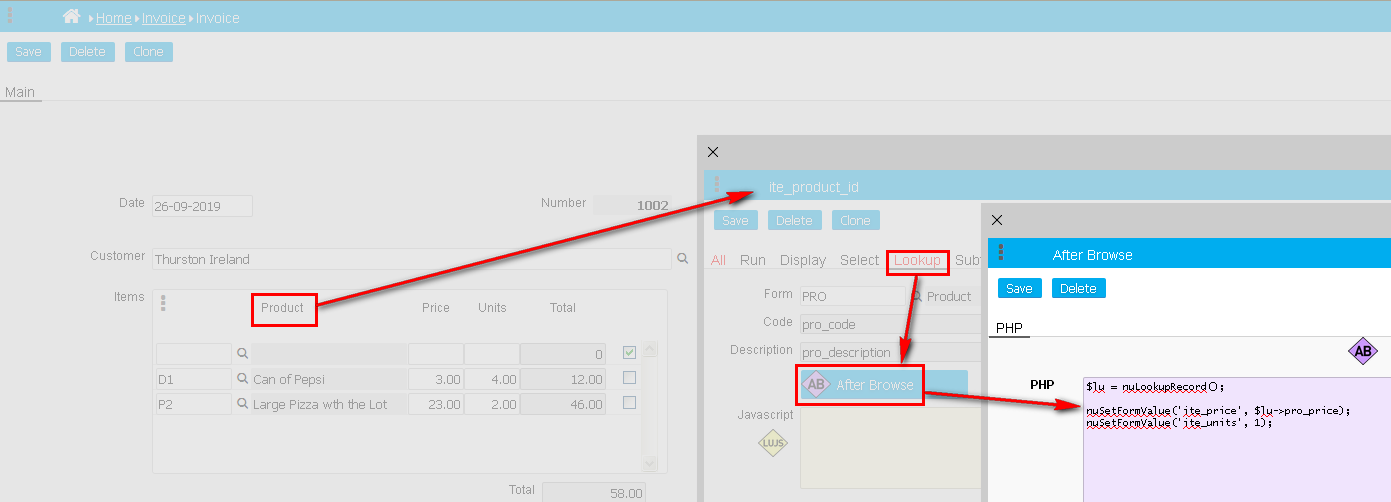 Home Invoice Invoice
Save Delete Clone
Main
Date 26-09-2019 Number 1002
Customer Thurston Ireland
Items Product Price Units Total
0
D1 Can of Pepsi 3.00 4.00 12.00
P2 Large Pizza wth the Lot 23.00 2.00 46.00
Total 58.00
ite_product_id
Save Delete Clone
All Run Display Select Lookup Sub
Form PRO Product
Code pro_code
Description pro_description
AB After Browse
Javascript
LUJS
After Browse
Save Delete
PHP
AB
PHP
$lu = nuLookupRecord();
nuSetFormValue('ite_price', $lu->pro_price);
nuSetFormValue('ite_units', 1);